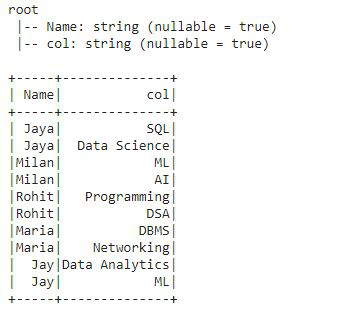 root
 |-- Name: string (nullable = true)
 |-- col: string (nullable = true)

+-----+--------------+
| Name|           col|
+-----+--------------+
| Jaya|           SQL|
| Jaya|  Data Science|
|Milan|            ML|
|Milan|            AI|
|Rohit|   Programming|
|Rohit|           DSA|
|Maria|          DBMS|
|Maria|    Networking|
|  Jay|Data Analytics|
|  Jay|            ML|
+-----+--------------+